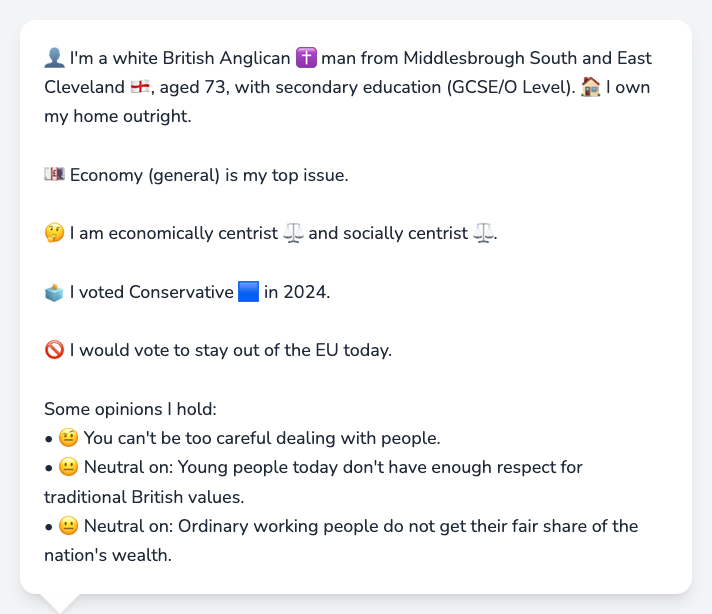 👤 I'm a white British Anglican ✝️ man from Middlesbrough South and East
Cleveland 🏴󠁧󠁢󠁥󠁮󠁧󠁿, aged 73, with secondary education (GCSE/O Level). 🏠 I own
my home outright.
💷 Economy (general) is my top issue.
🤔 I am economically centrist ⚖️ and socially centrist ⚖️.
🗳️ I voted Conservative 🟦 in 2024.
🚫 I would vote to stay out of the EU today.
Some opinions I hold:
• 🤨 You can't be too careful dealing with people.
• 😐 Neutral on: Young people today don't have enough respect for
traditional British values.
• 😐 Neutral on: Ordinary working people do not get their fair share of the
nation's wealth.